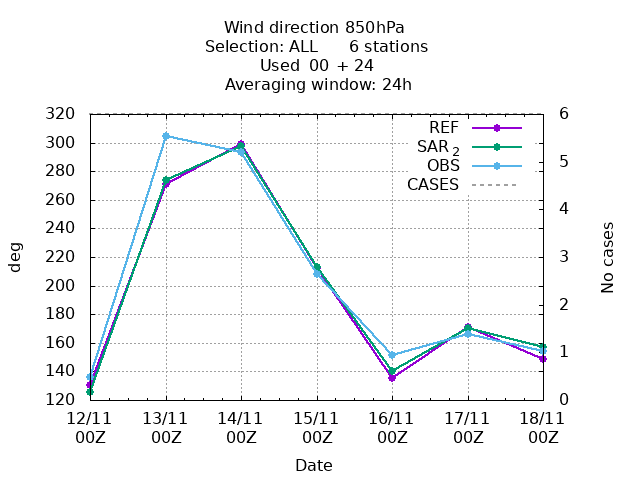 Wind direction 850hPa
Selection: ALL 6 stations
Used 00 + 24
Averaging window: 24h
320
300
280
260
240
220
200
180
160
140
120
deg
6
5
4
3
2
1
0
No cases
REF
SAR 2
OBS
CASES
12/11 13/11 14/11 15/11 16/11 17/11 18/11
00Z 00Z 00Z 00Z 00Z 00Z 00Z
Date